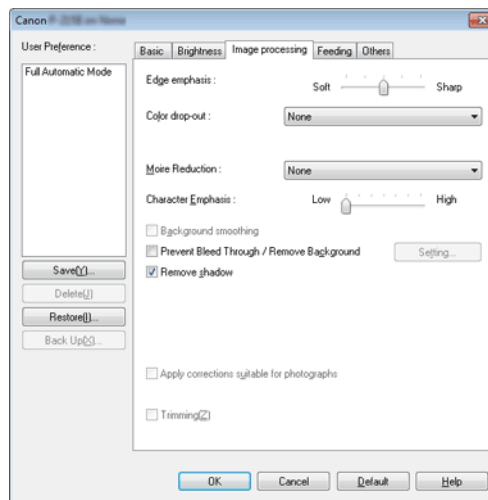 Canon
User Preference :
Full Automatic Mode
Save(Y)...
Delete(J)
Restore(I)...
Back Up(X)...
Basic Brightness Image processing Feeding Others
Edge emphasis : Soft Sharp
Color drop-out : None
Moire Reduction : None
Character Emphasis : Low High
Background smoothing
Prevent Bleed Through / Remove Background Setting...
Remove shadow
Apply corrections suitable for photographs
Trimming(Z)
OK Cancel Default Help